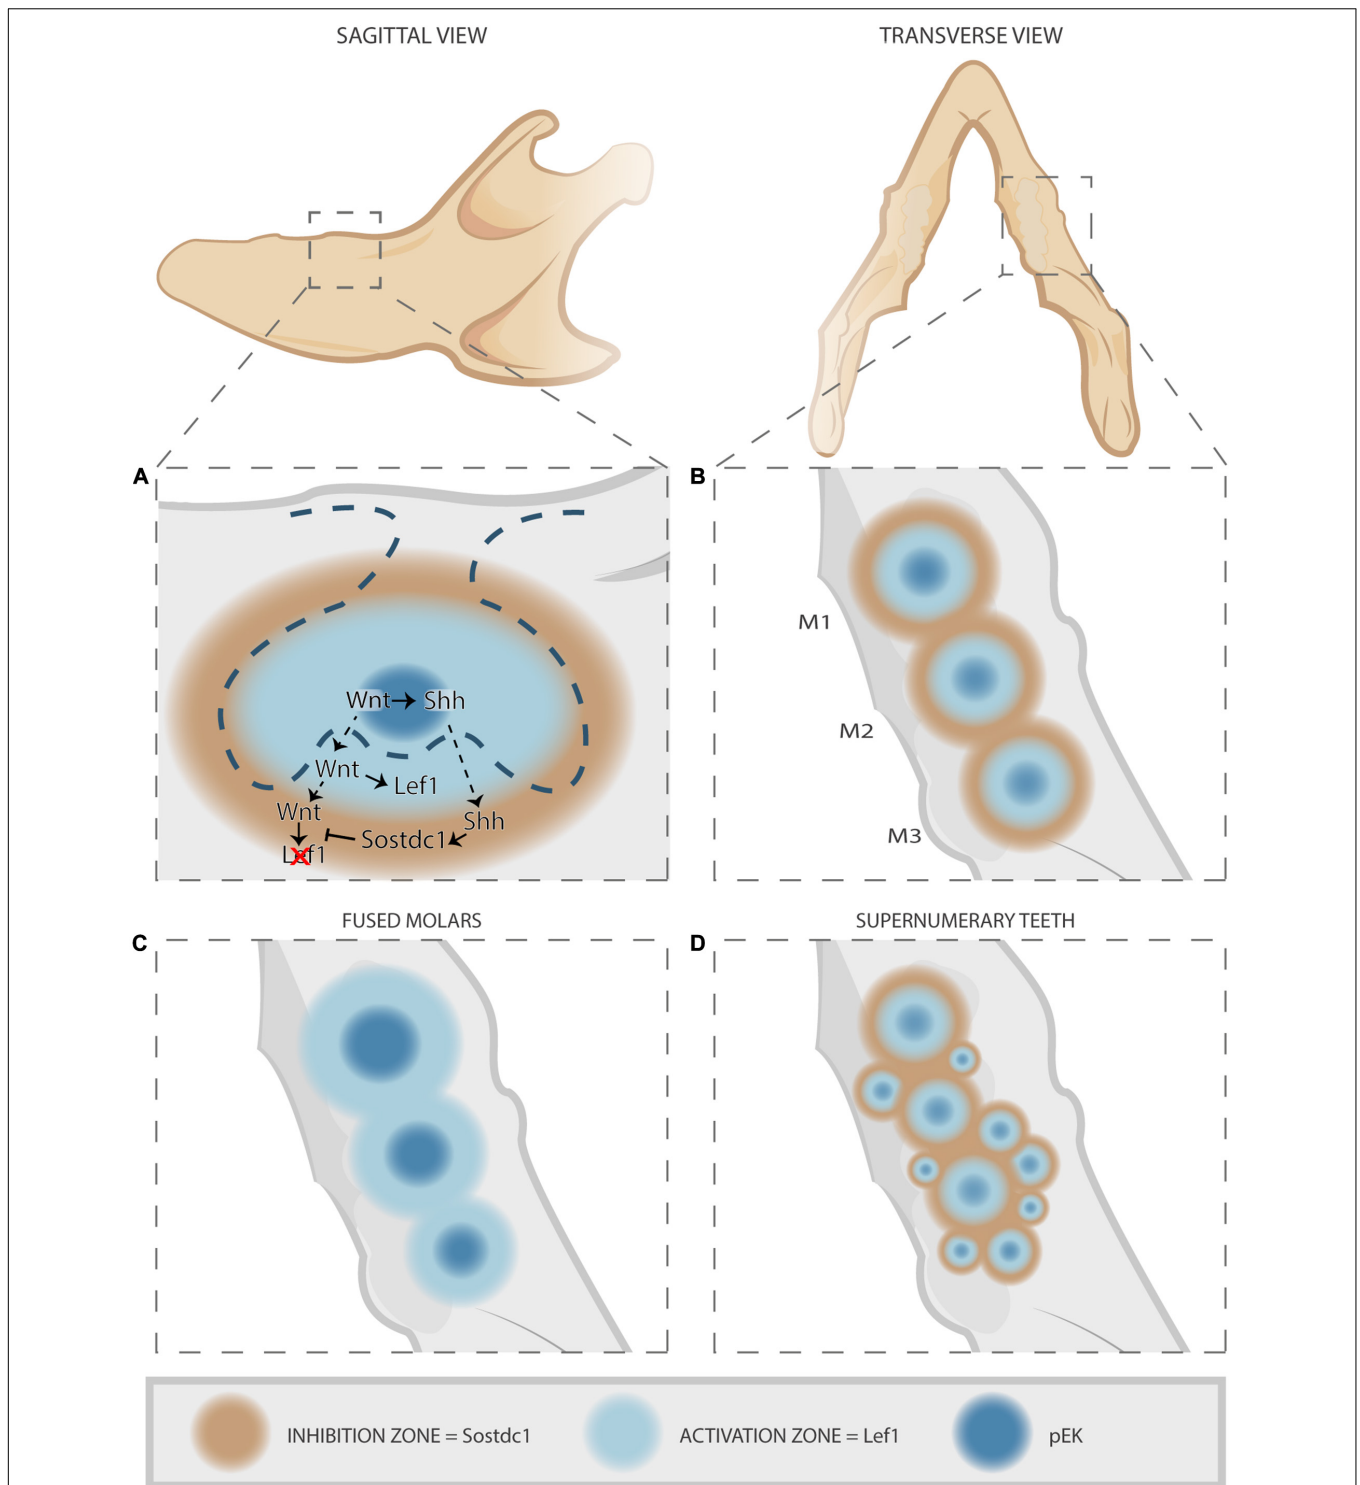 SAGITTAL VIEW
TRANSVERSE VIEW
A
B
Wnt Shh
Wnt
Lef1
Wnt
Shh
Sostdc1
Lef1
M1
M2
M3
FUSED MOLARS
SUPERNUMERARY TEETH
C
D
INHIBITION ZONE = Sostdc1
ACTIVATION ZONE = Lef1
pEK